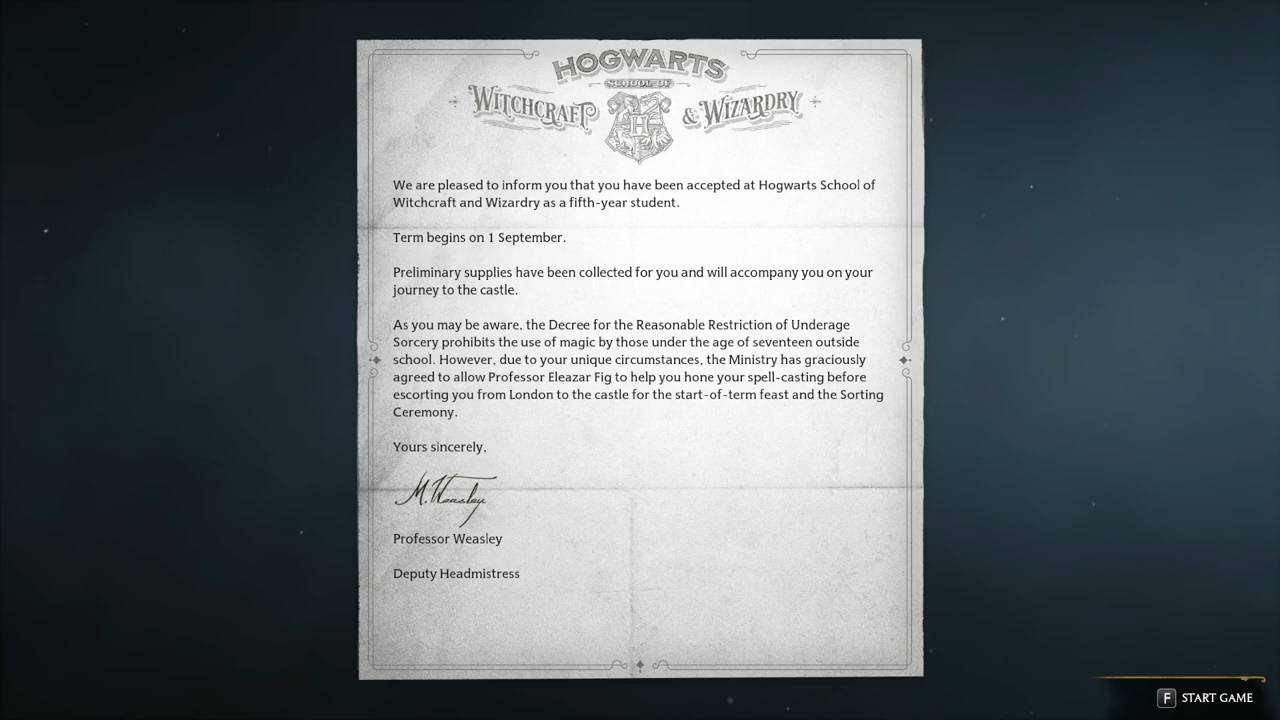 HOGWARTS
SCHOOL OF
WITCHCRAFT & WIZARDRY
H
We are pleased to inform you that you have been accepted at Hogwarts School of
Witchcraft and Wizardry as a fifth-year student.
Term begins on 1 September.
Preliminary supplies have been collected for you and will accompany you on your
journey to the castle.
As you may be aware, the Decree for the Reasonable Restriction of Underage
Sorcery prohibits the use of magic by those under the age of seventeen outside
school. However, due to your unique circumstances, the Ministry has graciously
agreed to allow Professor Eleazar Fig to help you hone your spell-casting before
escorting you from London to the castle for the start-of-term feast and the Sorting
Ceremony.
Yours sincerely,
M. Weasley
Professor Weasley
Deputy Headmistress
F START GAME